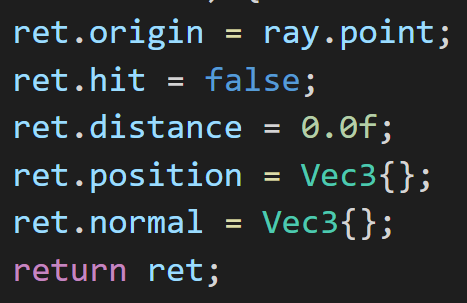 ret.origin = ray.point;
ret.hit = false;
ret.distance = 0.0f;
ret.position = Vec3{};
ret.normal = Vec3{};
return ret;